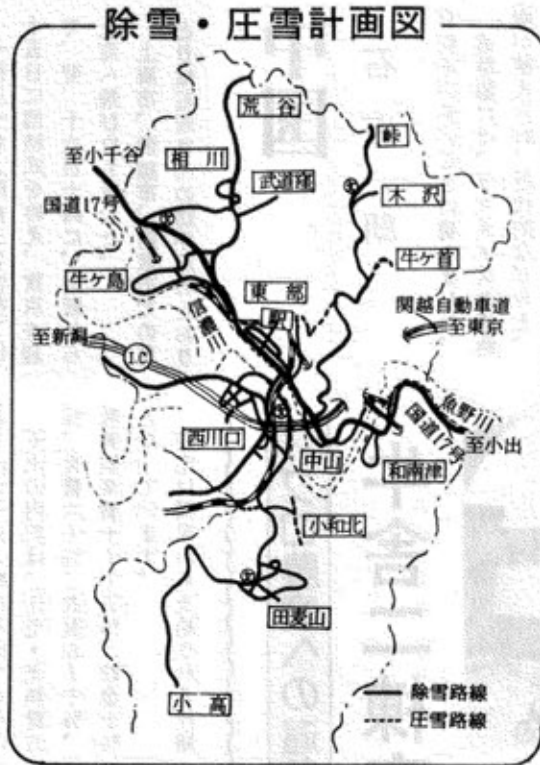 除雪・圧雪計画図
荒谷
峠
相川
至小千谷
武道窪
木沢
国道17号
牛ヶ首
牛ヶ島
東部
駅
信濃川
関越自動車道
至東京
至新潟
I.C
魚野川
西川口
国道17号
至小出
中山
和南津
小和北
田麦山
小高
除雪路線
圧雪路線